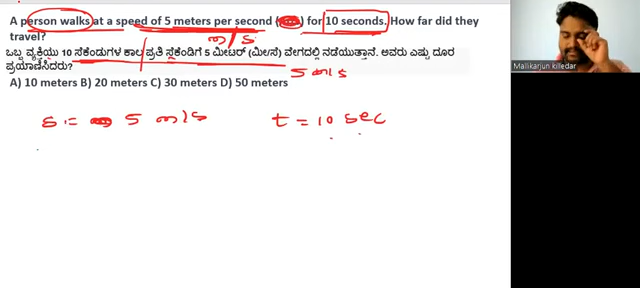 A person walks at a speed of 5 meters per second ( ) for 10 seconds. How far did they
travel?
m/s
ಒಬ್ಬ ವ್ಯಕ್ತಿಯು 10 ಸೆಕೆಂಡುಗಳ ಕಾಲ ಪ್ರತಿ ಸೆಕೆಂಡಿಗೆ 5 ಮೀಟರ್ (ಮೀ/ಸೆ) ವೇಗದಲ್ಲಿ ನಡೆಯುತ್ತಾನೆ. ಅವರು ಎಷ್ಟು ದೂರ
ಪ್ರಯಾಣಿಸಿದರು?
5 m/s
A) 10 meters B) 20 meters C) 30 meters D) 50 meters
s = 5 m/s t = 10 sec
Mallikarjun killedar